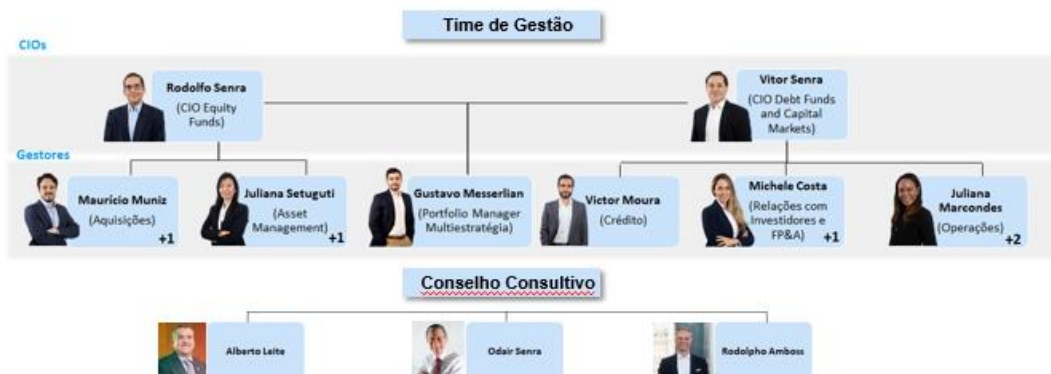 Time de Gestão
CIOs
Rodolfo Senra
(CIO Equity
Funds)
Vitor Senra
(CIO Debt Funds
and Capital
Markets)
Gestores
Maurício Muniz
(Aquisições)
+1
Juliana Setuguti
(Asset
Management)
+1
Gustavo Messerlian
(Portfolio Manager
Multiestratégia)
Victor Moura
(Crédito)
Michele Costa
(Relações com
Investidores e
FP&A)
+1
Juliana
Marcondes
(Operações)
+2
Conselho Consultivo
Alberto Leite
Odair Senra
Rodolpho Amboss